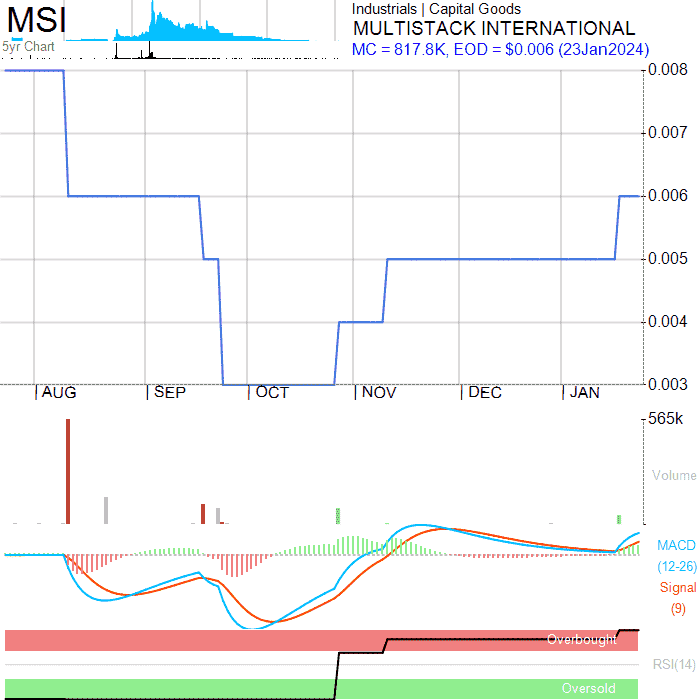 MSI
5yr Chart
Industrials | Capital Goods
MULTISTACK INTERNATIONAL
MC = 817.8K, EOD = $0.006 (23Jan2024)
0.008
0.007
0.006
0.005
0.004
0.003
AUG SEP OCT NOV DEC JAN
565k
Volume
MACD
(12-26)
Signal
(9)
Overbought
RSI(14)
Oversold